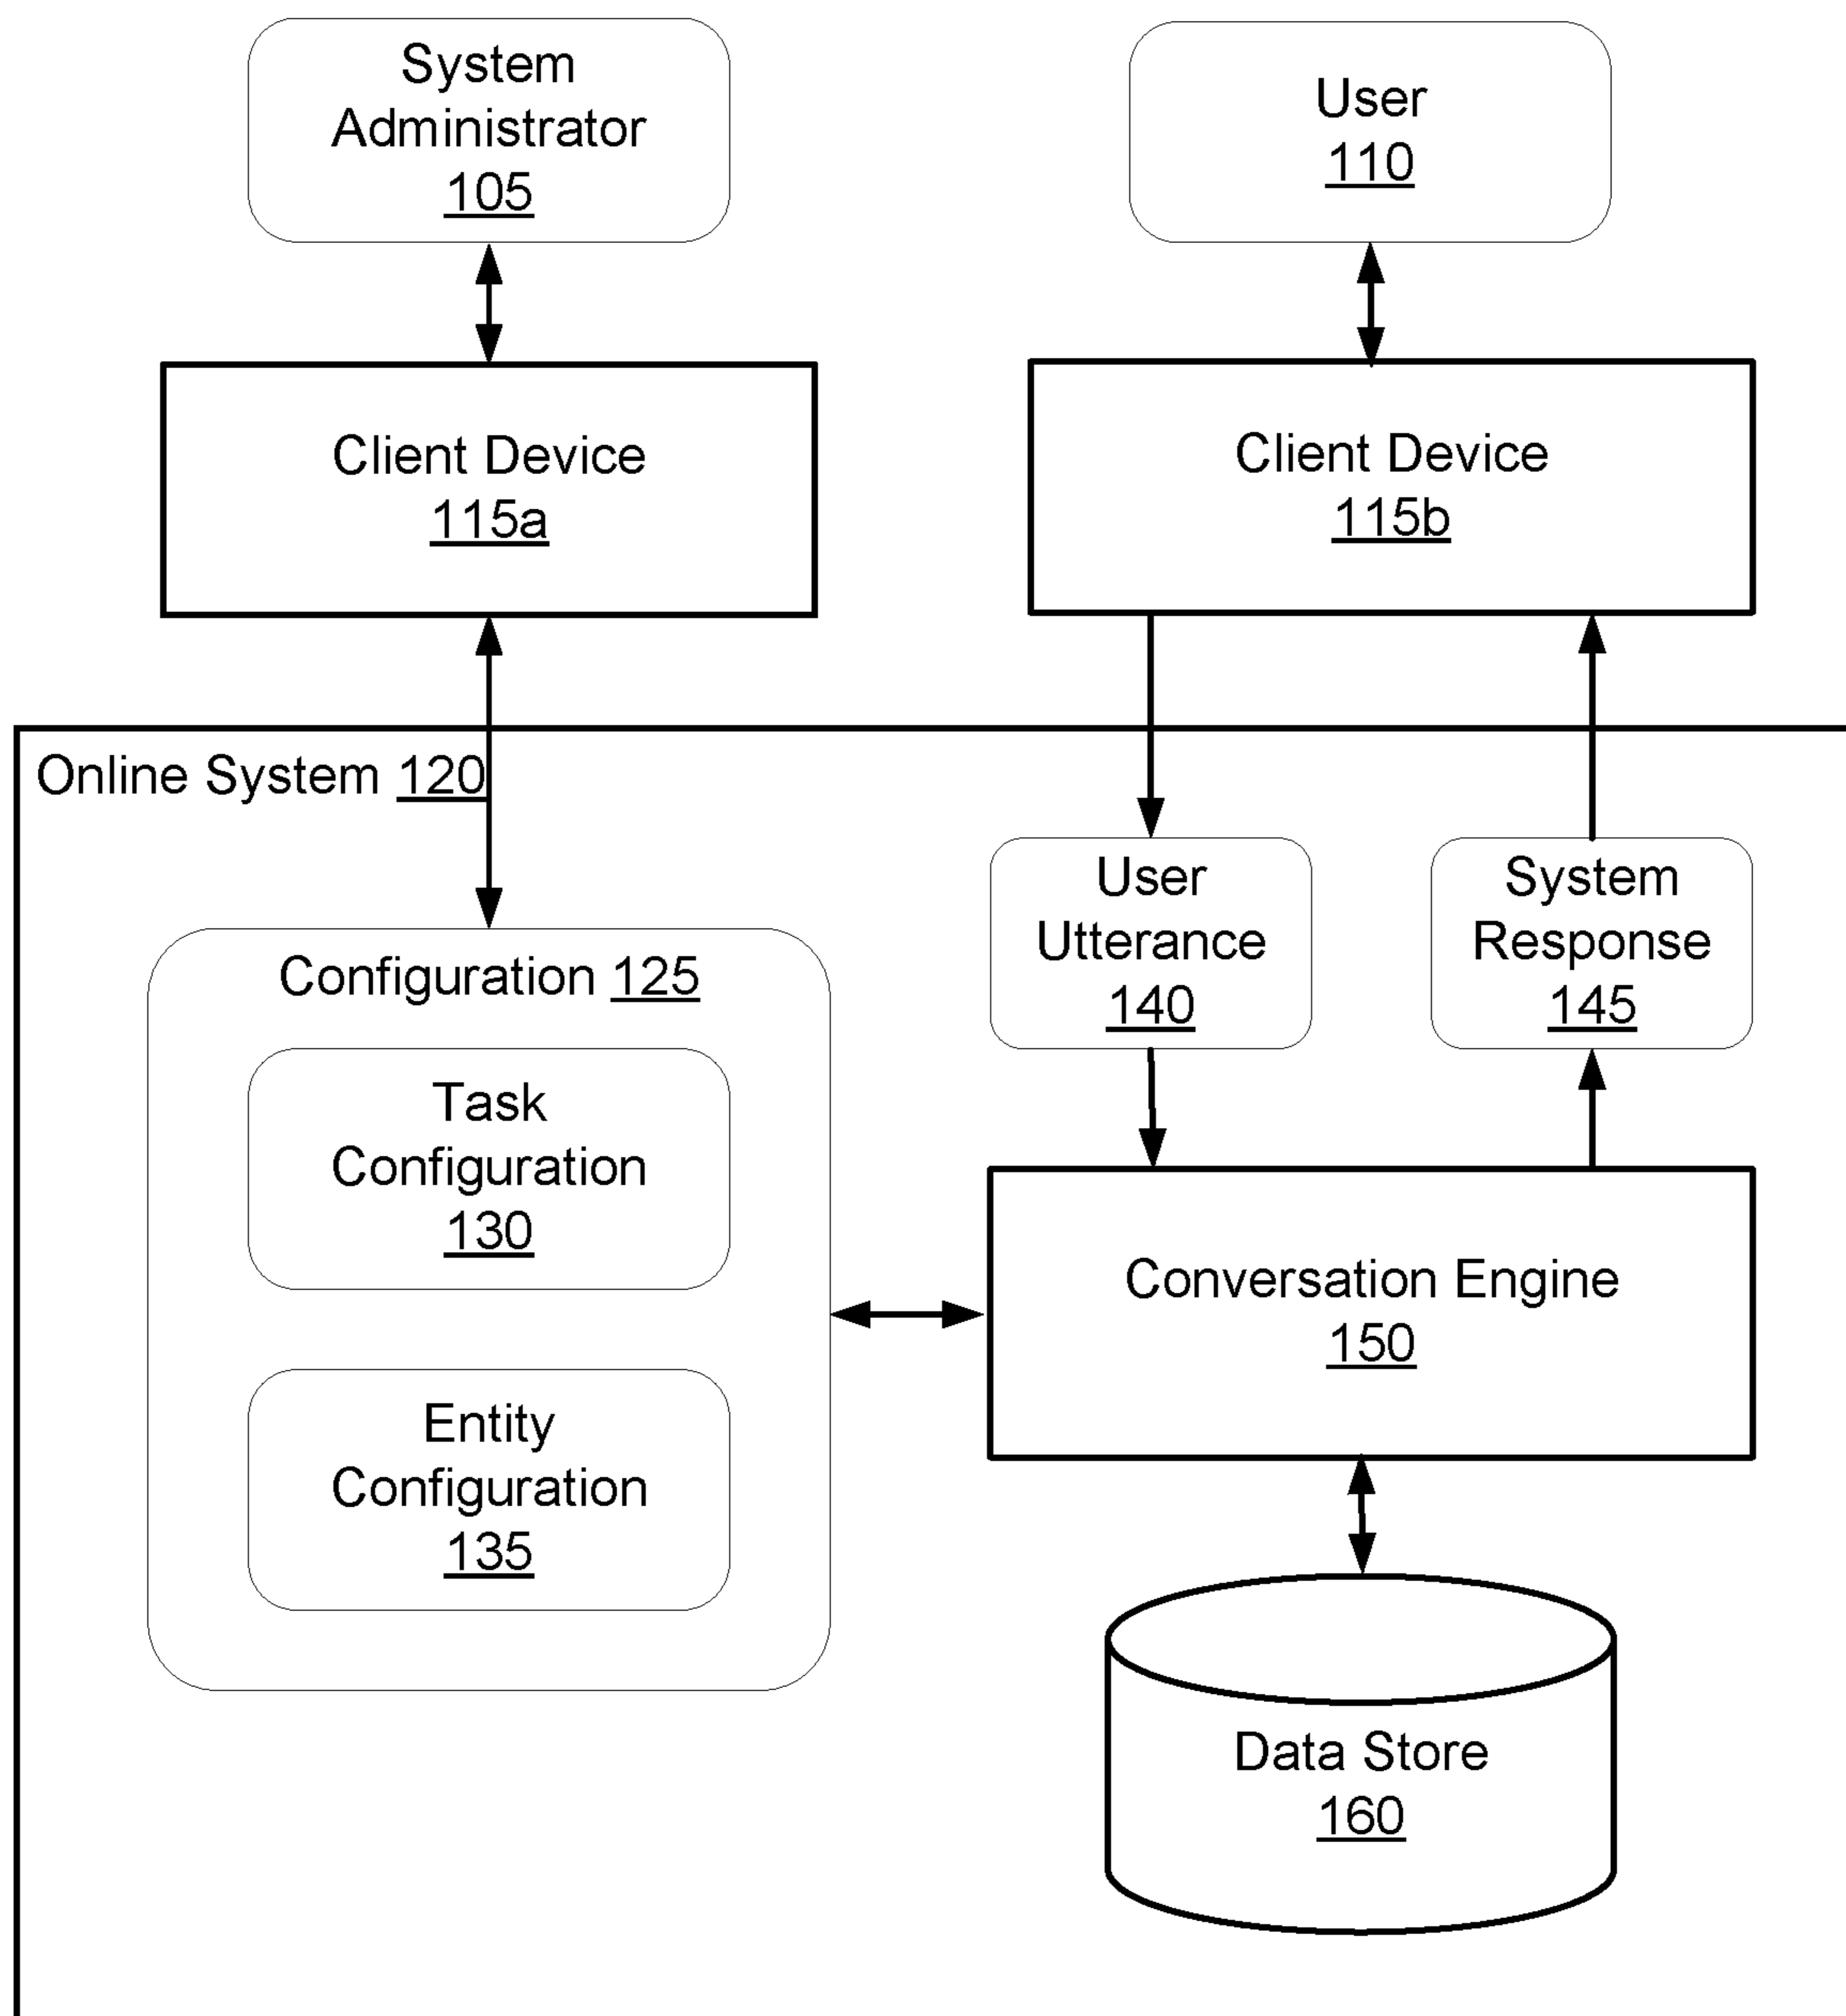 System
Administrator
105
User
110
Client Device
115a
Client Device
115b
Online System 120
Configuration 125
Task
Configuration
130
Entity
Configuration
135
User
Utterance
140
System
Response
145
Conversation Engine
150
Data Store
160